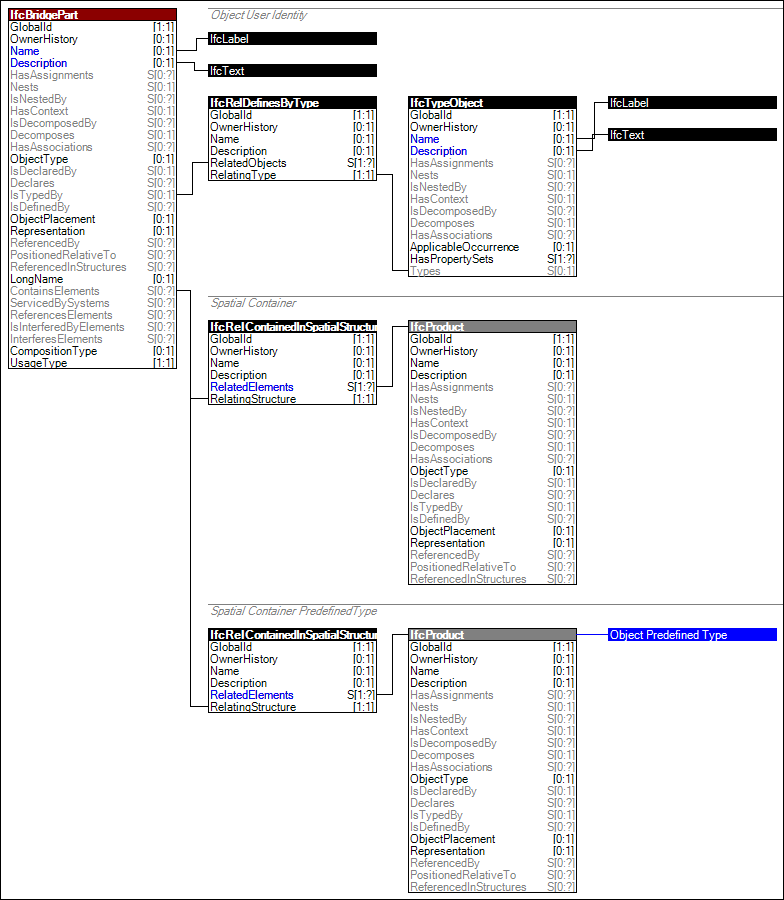 IfcBridgePart
GlobalId [1:1]
OwnerHistory [0:1]
Name [0:1]
Description [0:1]
HasAssignments S[0:?]
Nests S[0:1]
IsNestedBy S[0:?]
HasContext S[0:1]
IsDecomposedBy S[0:?]
Decomposes S[0:1]
HasAssociations S[0:?]
ObjectType [0:1]
IsDeclaredBy S[0:1]
Declares S[0:?]
IsTypedBy S[0:1]
IsDefinedBy S[0:?]
ObjectPlacement [0:1]
Representation [0:1]
ReferencedBy S[0:?]
PositionedRelativeTo S[0:?]
ReferencedInStructures S[0:?]
LongName [0:1]
ContainsElements S[0:?]
ServicedBySystems S[0:?]
ReferencesElements S[0:?]
IsInterferedByElements S[0:?]
InterferesElements S[0:?]
CompositionType [0:1]
UsageType [1:1]
Object User Identity
IfcLabel
IfcText
IfcRelDefinesByType
GlobalId [1:1]
OwnerHistory [0:1]
Name [0:1]
Description [0:1]
RelatedObjects S[1:?]
RelatingType [1:1]
IfcTypeObject
GlobalId [1:1]
OwnerHistory [0:1]
Name [0:1]
Description [0:1]
HasAssignments S[0:?]
Nests S[0:1]
IsNestedBy S[0:?]
HasContext S[0:1]
IsDecomposedBy S[0:?]
Decomposes S[0:1]
HasAssociations S[0:?]
ApplicableOccurrence [0:1]
HasPropertySets S[1:?]
Types S[0:1]
IfcLabel
IfcText
Spatial Container
IfcRelContainedInSpatialStructur
GlobalId [1:1]
OwnerHistory [0:1]
Name [0:1]
Description [0:1]
RelatedElements S[1:?]
RelatingStructure [1:1]
IfcProduct
GlobalId [1:1]
OwnerHistory [0:1]
Name [0:1]
Description [0:1]
HasAssignments S[0:?]
Nests S[0:1]
IsNestedBy S[0:?]
HasContext S[0:1]
IsDecomposedBy S[0:?]
Decomposes S[0:1]
HasAssociations S[0:?]
ObjectType [0:1]
IsDeclaredBy S[0:1]
Declares S[0:?]
IsTypedBy S[0:1]
IsDefinedBy S[0:?]
ObjectPlacement [0:1]
Representation [0:1]
ReferencedBy S[0:?]
PositionedRelativeTo S[0:?]
ReferencedInStructures S[0:?]
Spatial Container PredefinedType
IfcRelContainedInSpatialStructur
GlobalId [1:1]
OwnerHistory [0:1]
Name [0:1]
Description [0:1]
RelatedElements S[1:?]
RelatingStructure [1:1]
IfcProduct
GlobalId [1:1]
OwnerHistory [0:1]
Name [0:1]
Description [0:1]
HasAssignments S[0:?]
Nests S[0:1]
IsNestedBy S[0:?]
HasContext S[0:1]
IsDecomposedBy S[0:?]
Decomposes S[0:1]
HasAssociations S[0:?]
ObjectType [0:1]
IsDeclaredBy S[0:1]
Declares S[0:?]
IsTypedBy S[0:1]
IsDefinedBy S[0:?]
ObjectPlacement [0:1]
Representation [0:1]
ReferencedBy S[0:?]
PositionedRelativeTo S[0:?]
ReferencedInStructures S[0:?]
Object Predefined Type